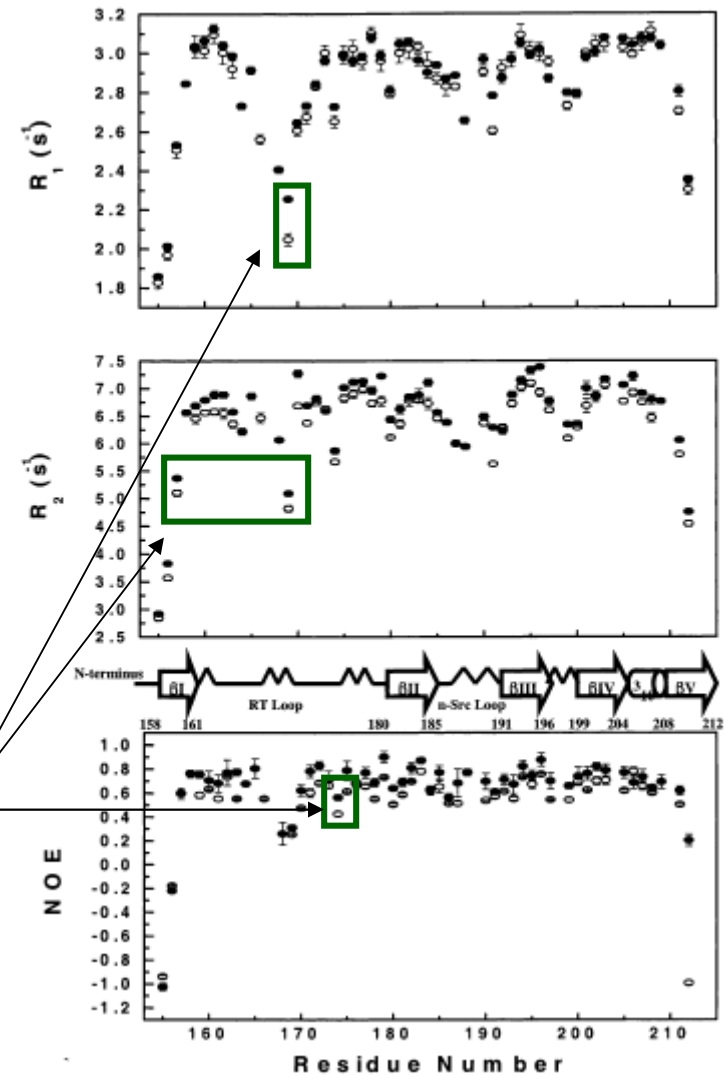 3.2
3.0
2.8
2.6
2.4
2.2
2.0
1.8
R1 (s-1)
7.5
7.0
6.5
6.0
5.5
5.0
4.5
4.0
3.5
3.0
2.5
R2 (s-1)
N-terminus
βI
βII
βIII
βIV
3₁₀
βV
RT Loop
n-Src Loop
158 161 180 185 191 196 199 204 208 212
1.0
0.8
0.6
0.4
0.2
0.0
-0.2
-0.4
-0.6
-0.8
-1.0
-1.2
NOE
160 170 180 190 200 210
Residue Number